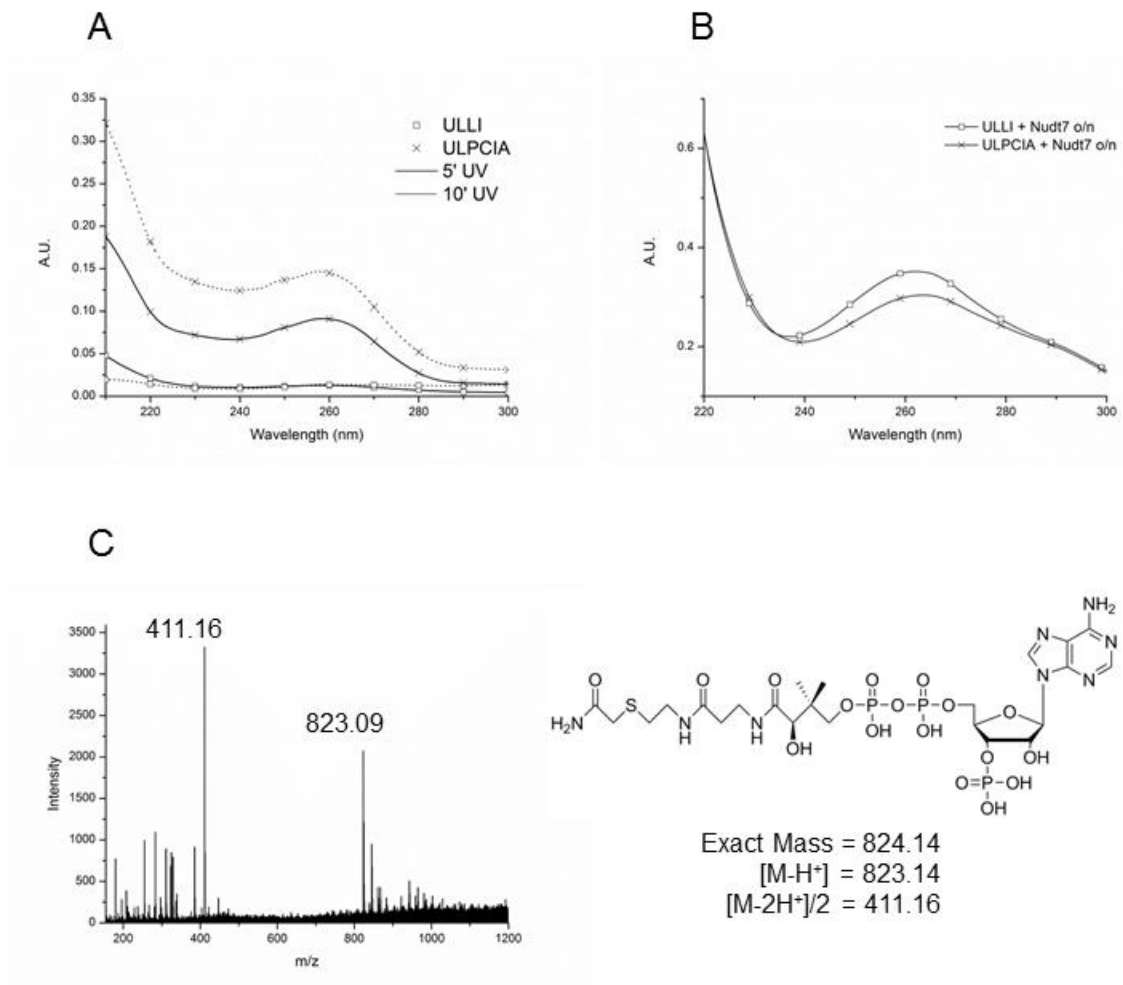 A
0.35
0.30
0.25
0.20
0.15
0.10
0.05
0.00
A.U.
220
240
260
280
300
Wavelength (nm)
ULLI
ULPCIA
5' UV
10' UV
B
0.6
0.4
0.2
A.U.
220
240
260
280
300
Wavelength (nm)
ULLI + Nudt7 o/n
ULPCIA + Nudt7 o/n
C
3500
3000
2500
2000
1500
1000
500
0
Intensity
200
400
600
800
1000
1200
m/z
411.16
823.09
NH₂
N
N
N
N
O
O
O
O
O
H₂N
S
N
H
N
H
O
P
O
P
O
O
OH
OH
OH
O
OH
O=P-OH
OH
Exact Mass = 824.14
[M-H⁺] = 823.14
[M-2H⁺]/2 = 411.16